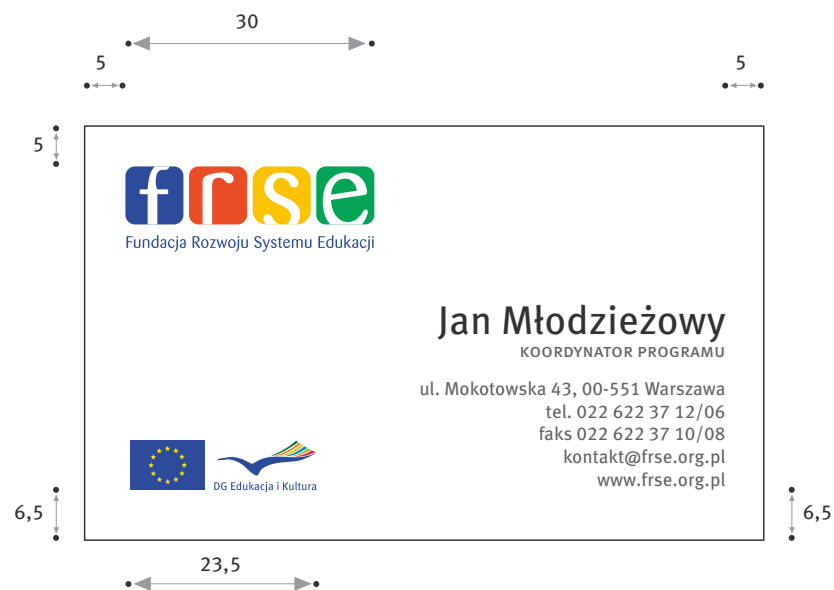 30
5
5
5
frse
Fundacja Rozwoju Systemu Edukacji
Jan Młodzieżowy
KOORDYNATOR PROGRAMU
ul. Mokotowska 43, 00-551 Warszawa
tel. 022 622 37 12/06
faks 022 622 37 10/08
kontakt@frse.org.pl
www.frse.org.pl
DG Edukacja i Kultura
6,5
6,5
23,5